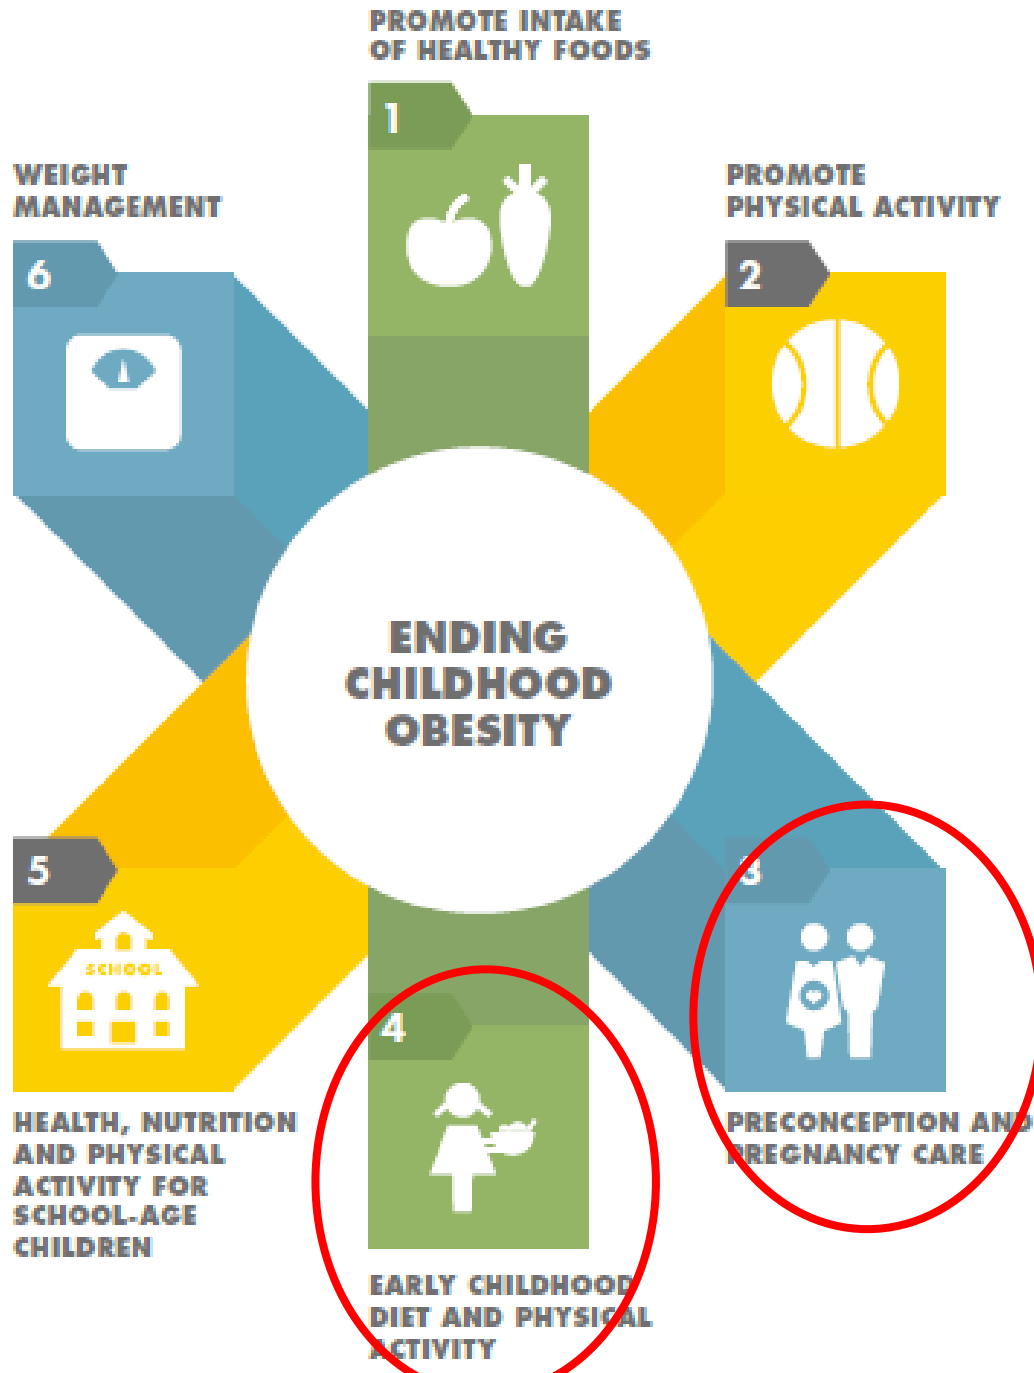 PROMOTE INTAKE
OF HEALTHY FOODS
1
WEIGHT
MANAGEMENT
6
PROMOTE
PHYSICAL ACTIVITY
2
ENDING
CHILDHOOD
OBESITY
5
SCHOOL
HEALTH, NUTRITION
AND PHYSICAL
ACTIVITY FOR
SCHOOL-AGE
CHILDREN
4
EARLY CHILDHOOD
DIET AND PHYSICAL
ACTIVITY
3
PRECONCEPTION AND
PREGNANCY CARE